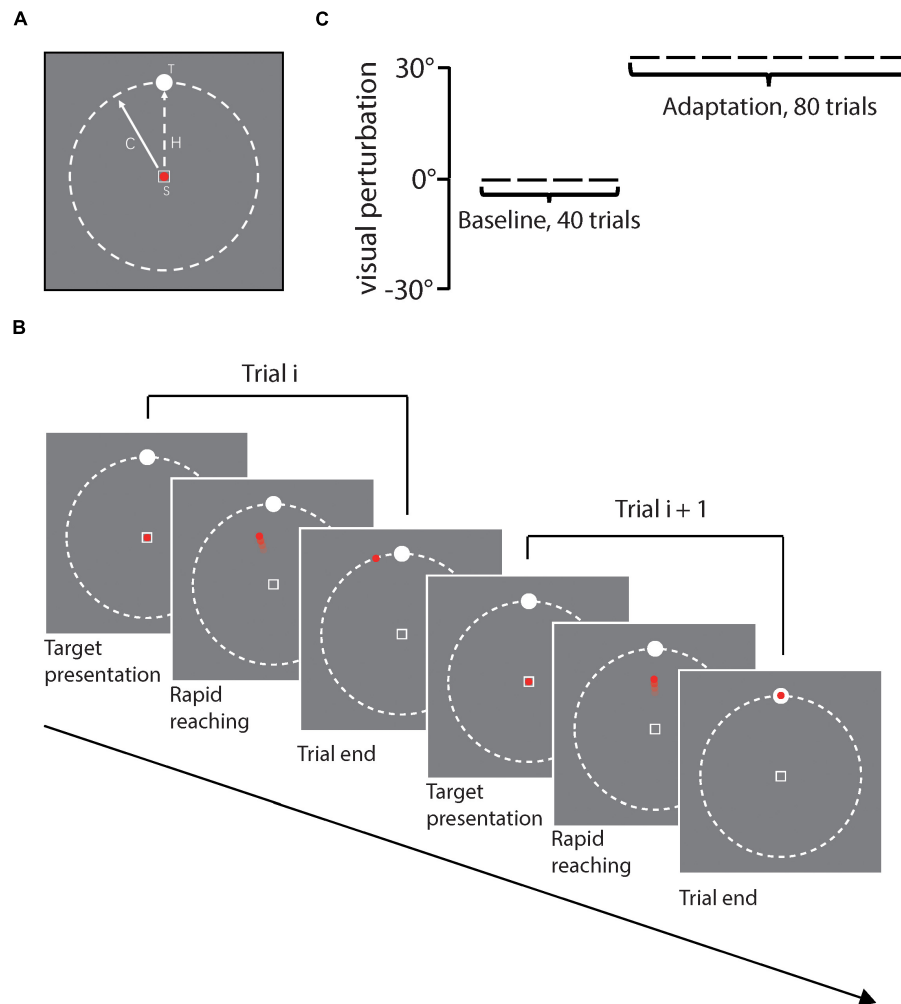 A
T
C
H
S
C
visual perturbation
30°
0°
-30°
Adaptation, 80 trials
Baseline, 40 trials
B
Trial i
Target
presentation
Rapid
reaching
Trial end
Trial i + 1
Target
presentation
Rapid
reaching
Trial end